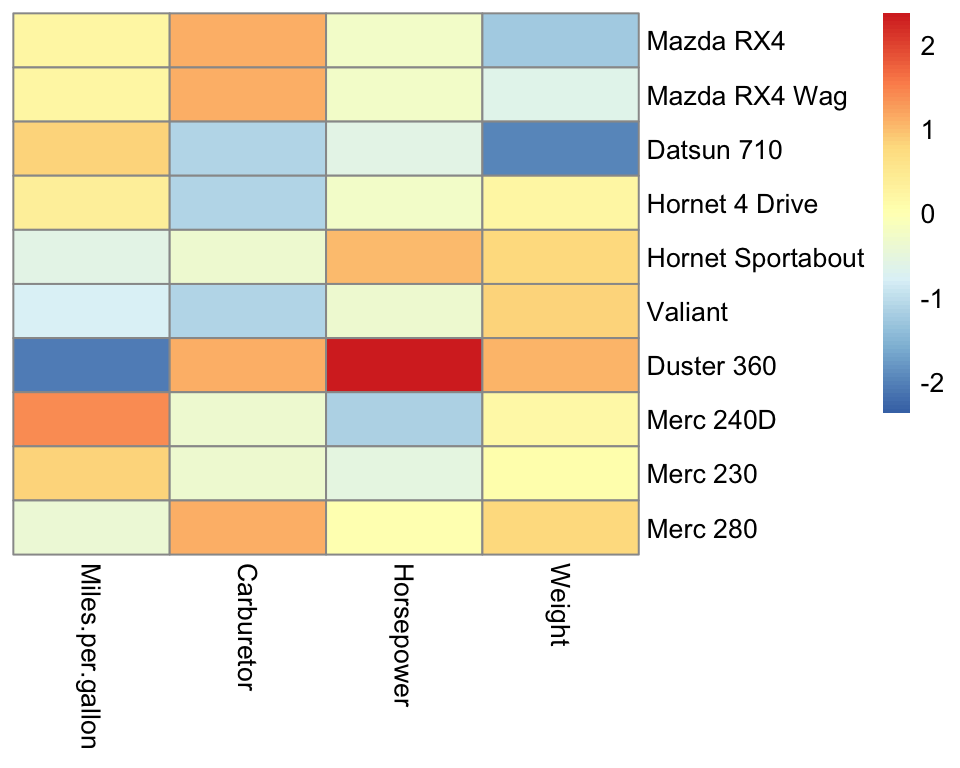 Mazda RX4
Mazda RX4 Wag
Datsun 710
Hornet 4 Drive
Hornet Sportabout
Valiant
Duster 360
Merc 240D
Merc 230
Merc 280
Miles.per.gallon
Carburetor
Horsepower
Weight
2
1
0
-1
-2